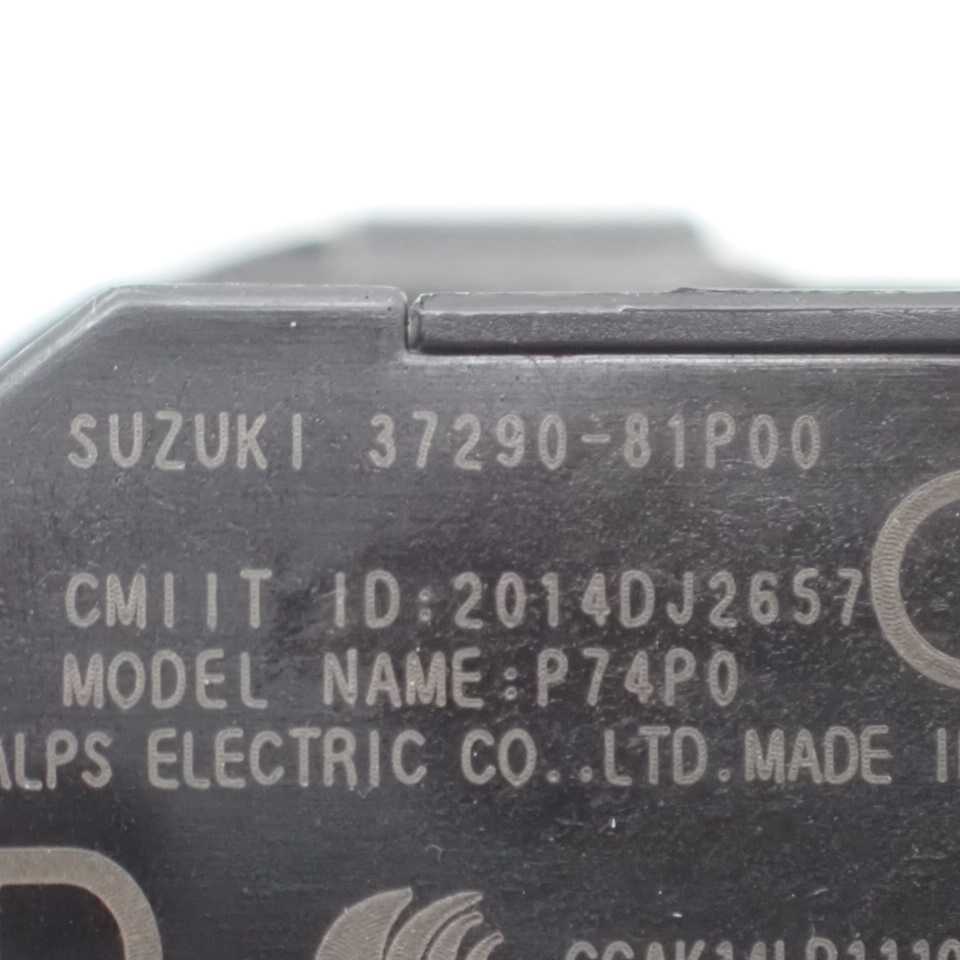 SUZUKI 37290-81P00
CMIIT ID:2014DJ2657
MODEL NAME:P74P0
ALPS ELECTRIC CO..LTD.MADE